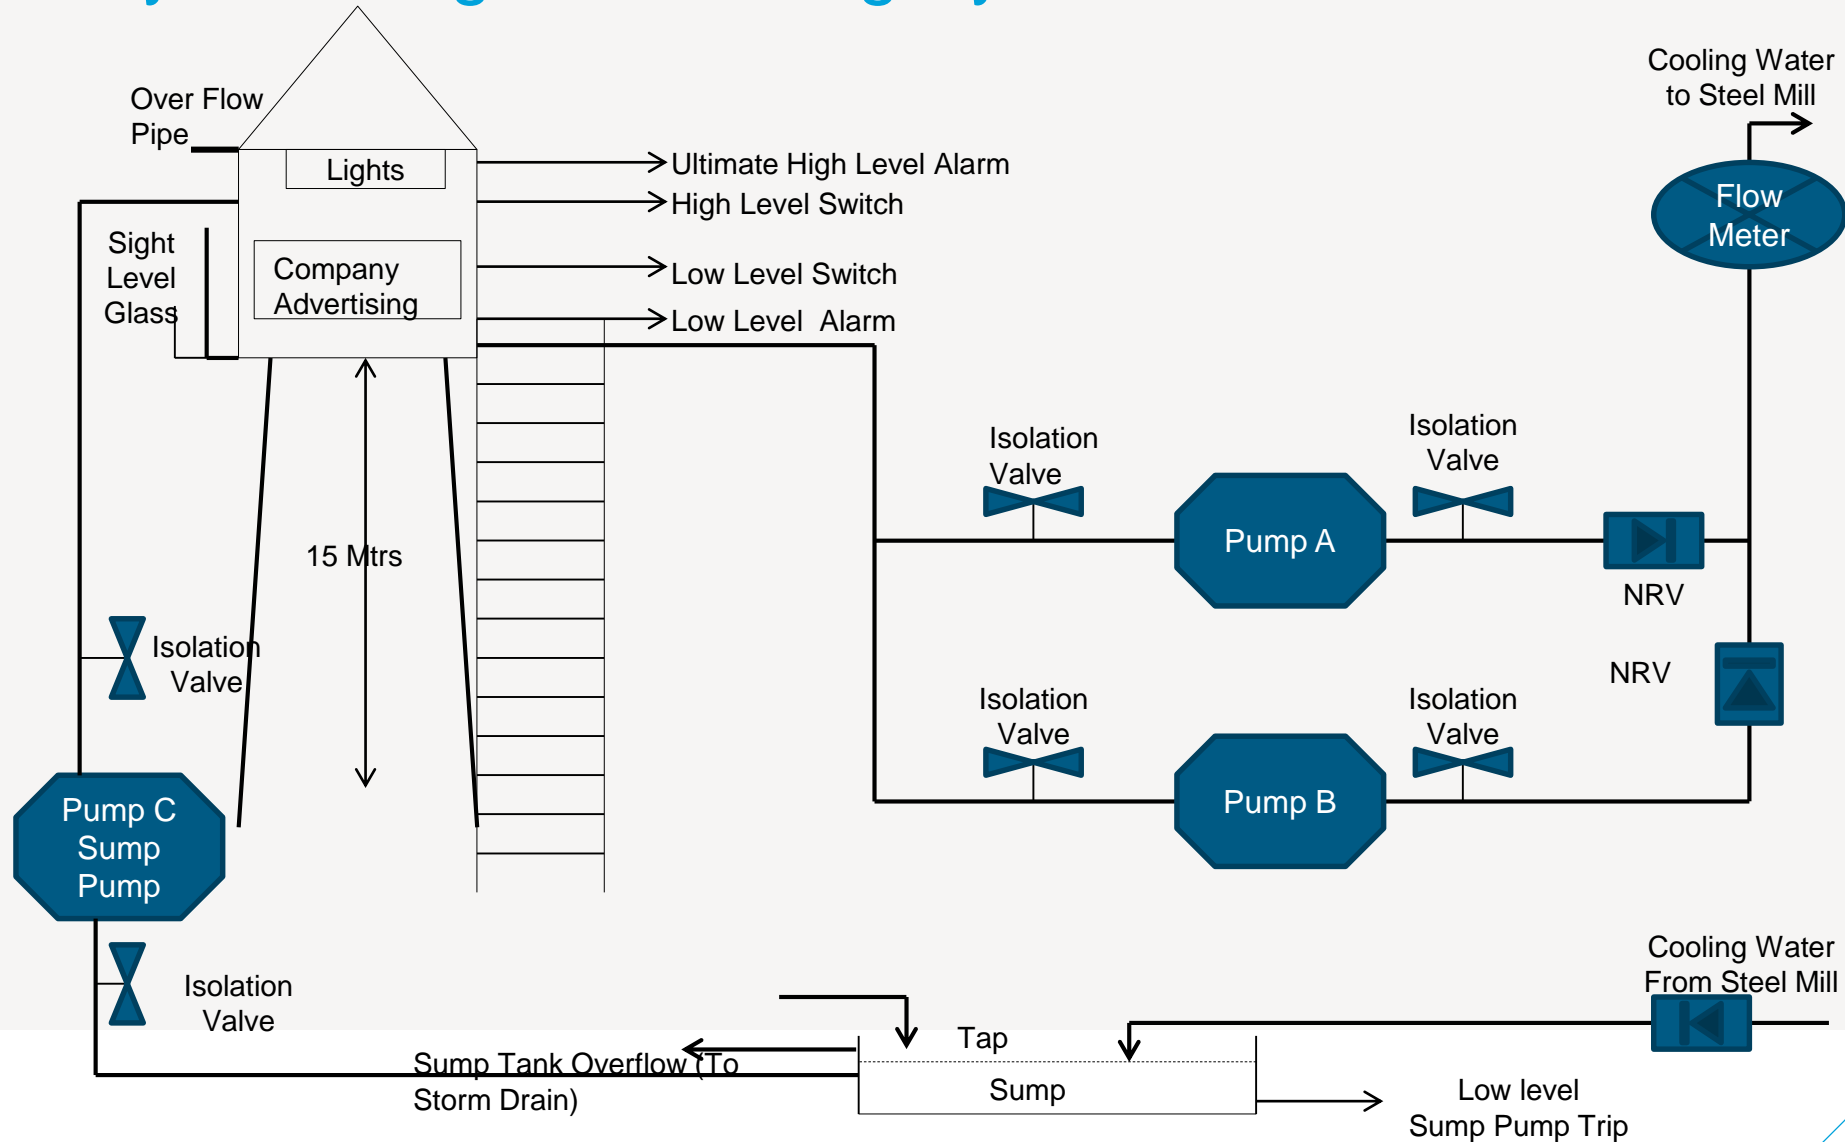 Over Flow
Pipe
Lights
Ultimate High Level Alarm
High Level Switch
Sight
Level
Glass
Company
Advertising
Low Level Switch
Low Level Alarm
Cooling Water
to Steel Mill
Flow
Meter
Isolation
Valve
Isolation
Valve
Pump A
NRV
15 Mtrs
Isolation
Valve
NRV
Isolation
Valve
Isolation
Valve
Pump B
Pump C
Sump
Pump
Isolation
Valve
Cooling Water
From Steel Mill
Tap
Sump Tank Overflow (To
Storm Drain)
Sump
Low level
Sump Pump Trip